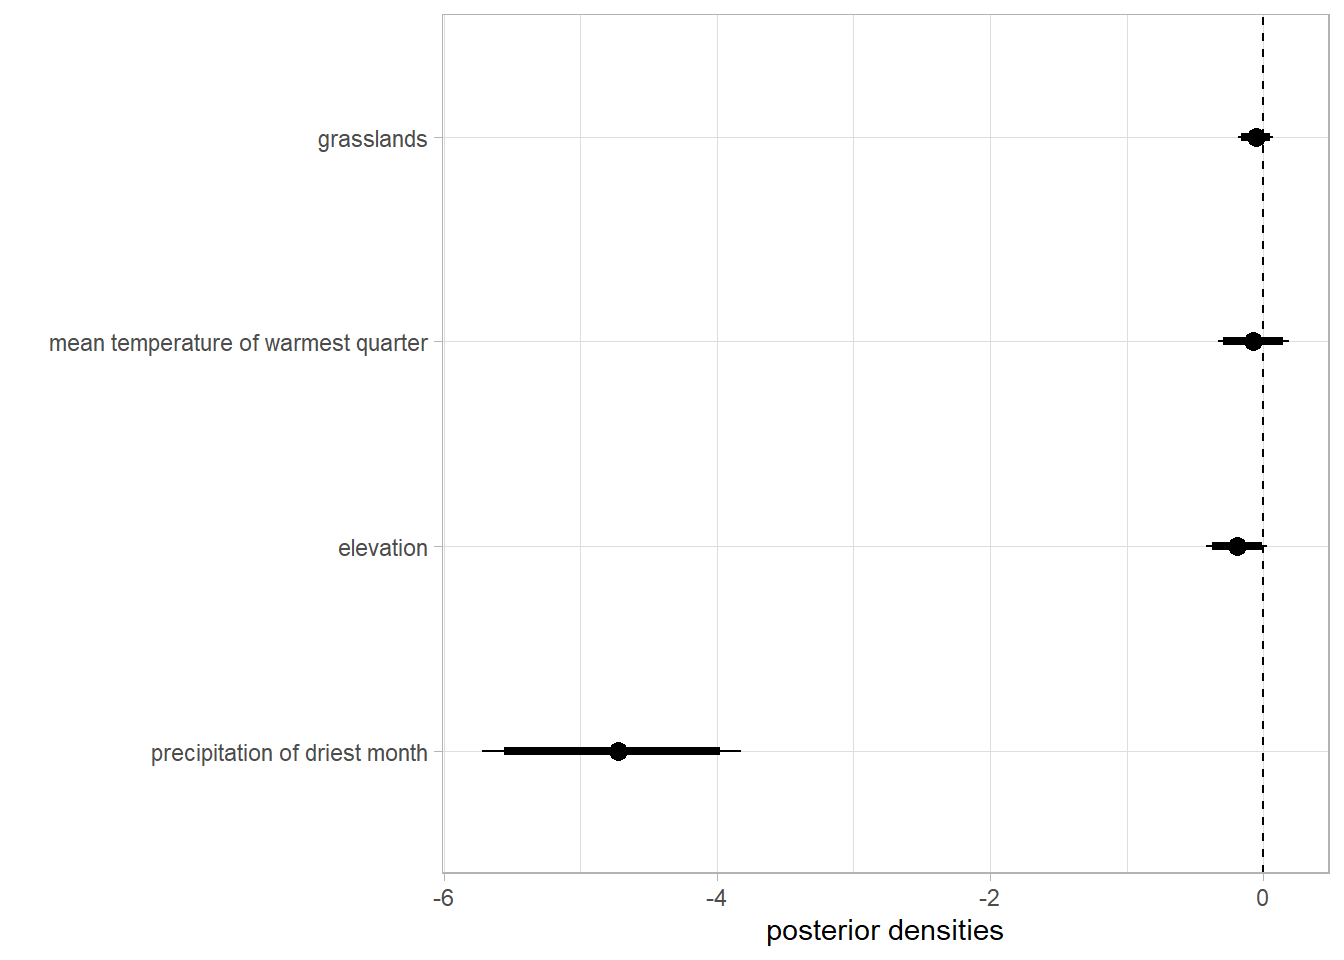 grasslands
mean temperature of warmest quarter
elevation
precipitation of driest month
-6 -4 -2 0
posterior densities